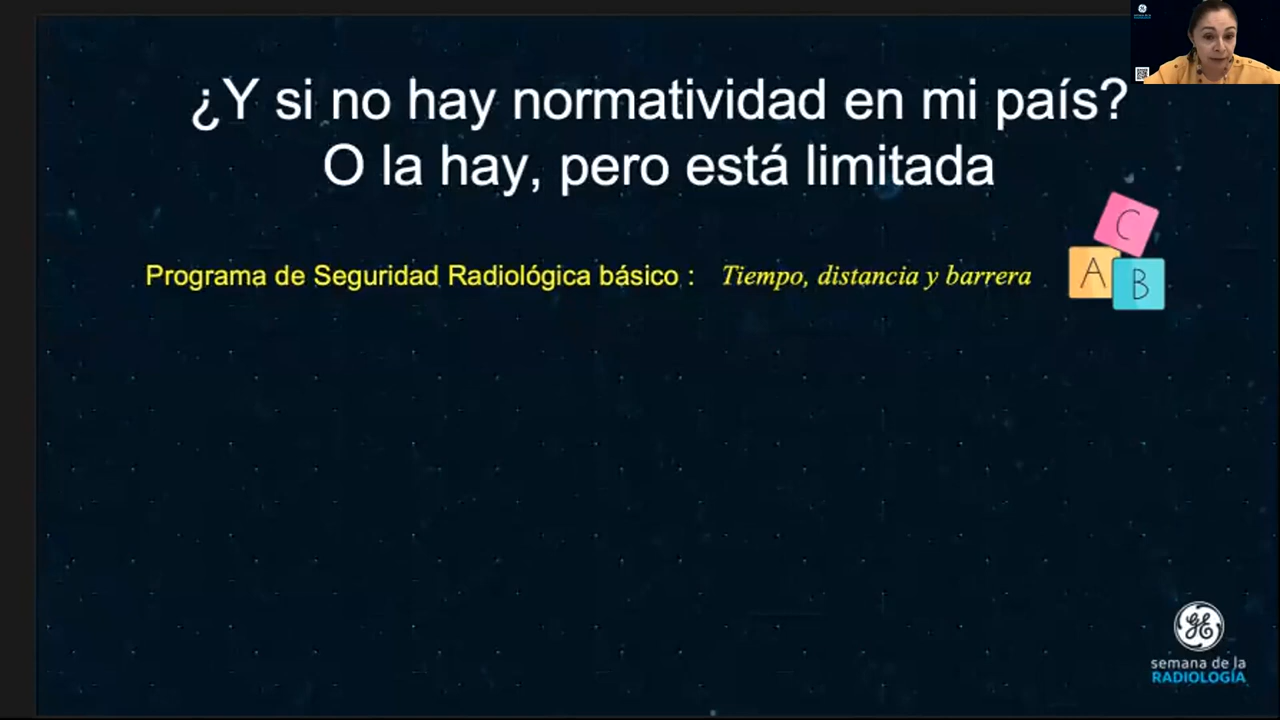 ¿Y si no hay normatividad en mi país?
O la hay, pero está limitada
Programa de Seguridad Radiológica básico : Tiempo, distancia y barrera
C
A B
GE
semana de la
RADIOLOGÍA